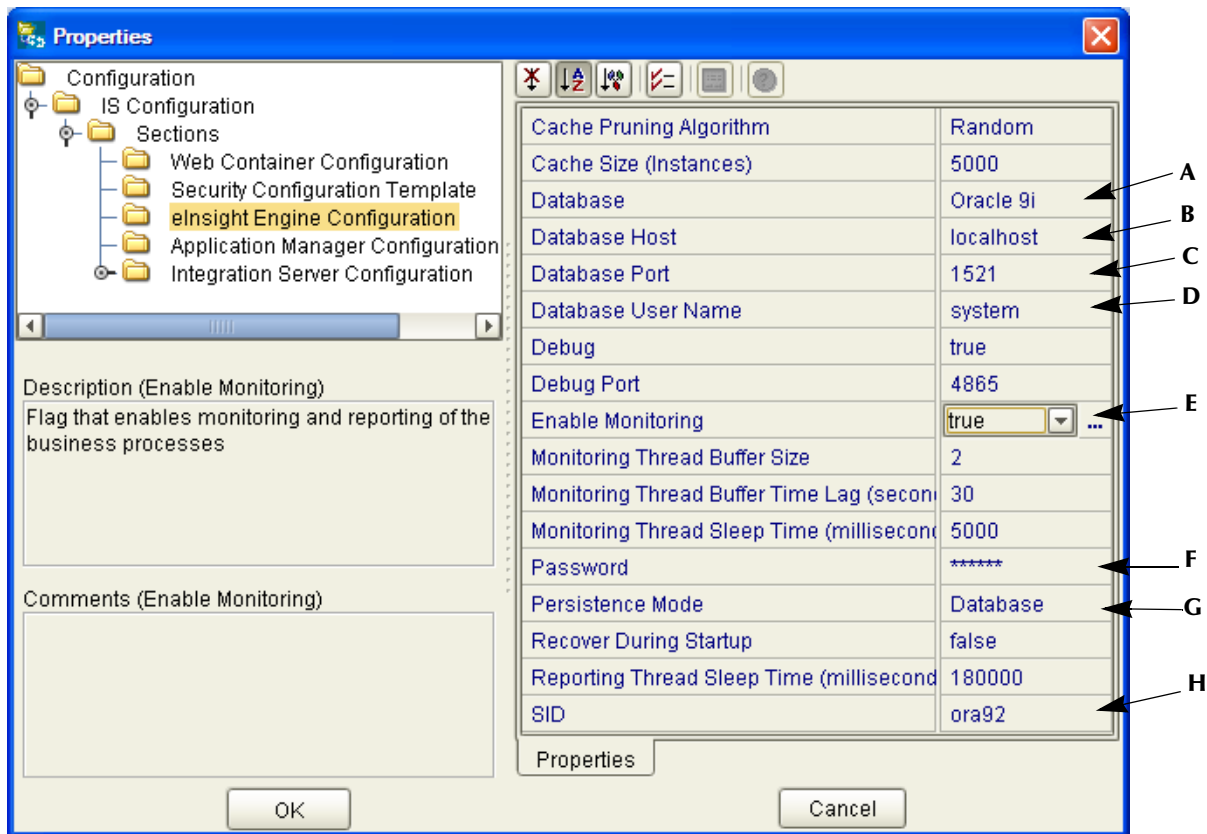 Properties
Configuration
IS Configuration
Sections
Web Container Configuration
Security Configuration Template
eInsight Engine Configuration
Application Manager Configuration
Integration Server Configuration
Description (Enable Monitoring)
Flag that enables monitoring and reporting of the
business processes
Comments (Enable Monitoring)
OK
Cache Pruning Algorithm Random
Cache Size (Instances) 5000
Database Oracle 9i A
Database Host localhost B
Database Port 1521 C
Database User Name system D
Debug true
Debug Port 4865
Enable Monitoring true ... E
Monitoring Thread Buffer Size 2
Monitoring Thread Buffer Time Lag (secon 30
Monitoring Thread Sleep Time (millisecon 5000
Password ****** F
Persistence Mode Database G
Recover During Startup false
Reporting Thread Sleep Time (millisecond 180000
SID ora92 H
Properties
Cancel